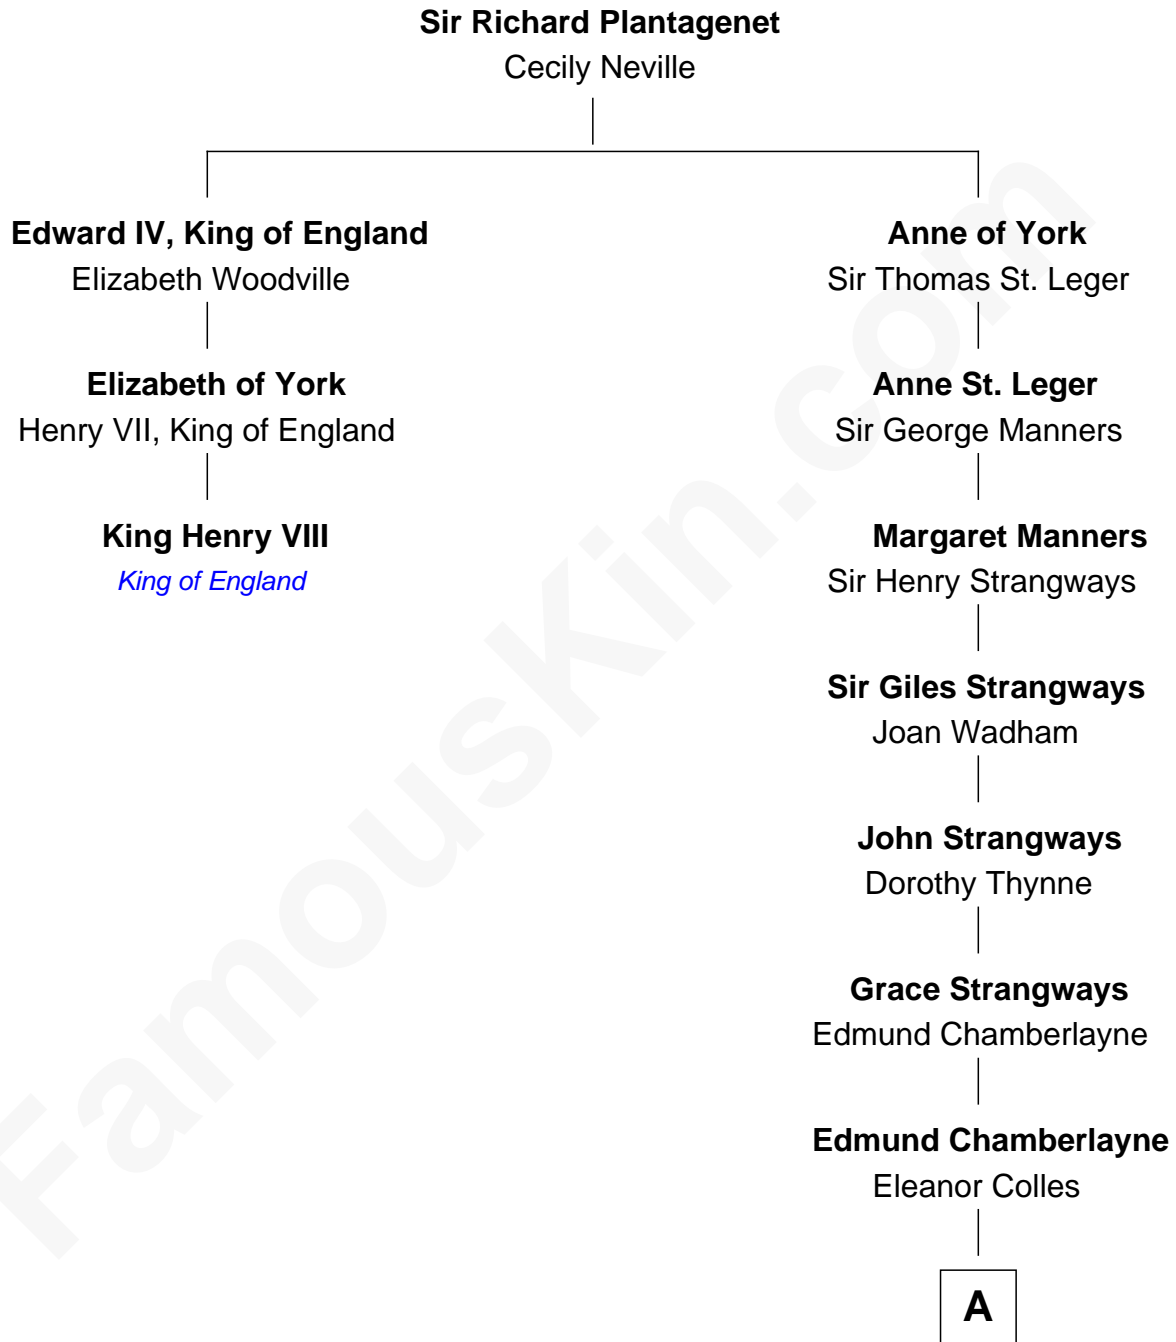 Sir Richard Plantagenet
Cecily Neville
Edward IV, King of England
Elizabeth Woodville
Anne of York
Sir Thomas St. Leger
Elizabeth of York
Henry VII, King of England
Anne St. Leger
Sir George Manners
King Henry VIII
King of England
Margaret Manners
Sir Henry Strangways
Sir Giles Strangways
Joan Wadham
John Strangways
Dorothy Thynne
Grace Strangways
Edmund Chamberlayne
Edmund Chamberlayne
Eleanor Colles
A
FamousKin.com